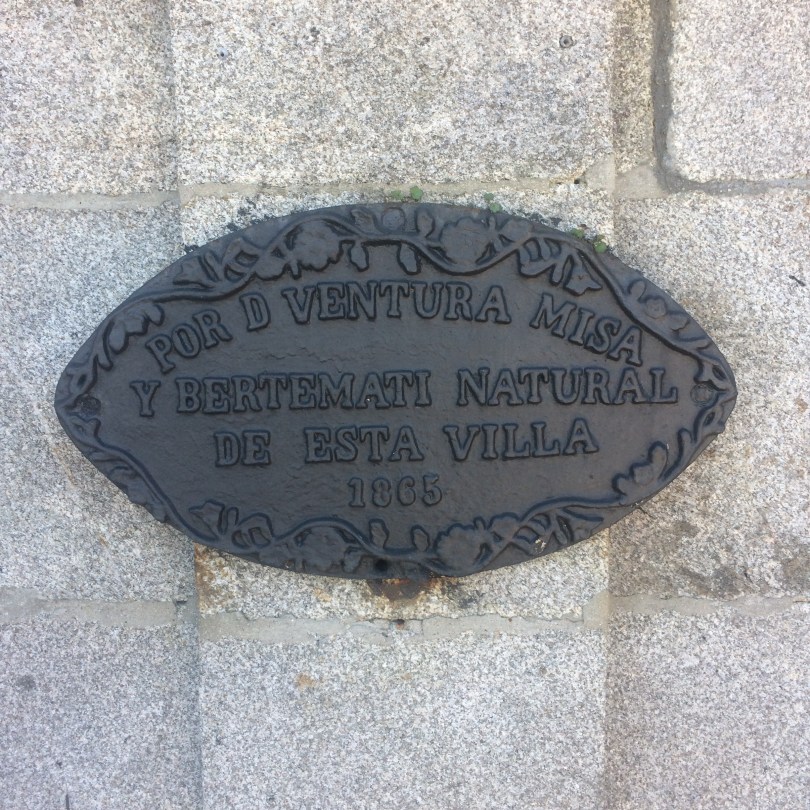 POR D VENTURA MISA
Y BERTEMATI NATURAL
DE ESTA VILLA
1865